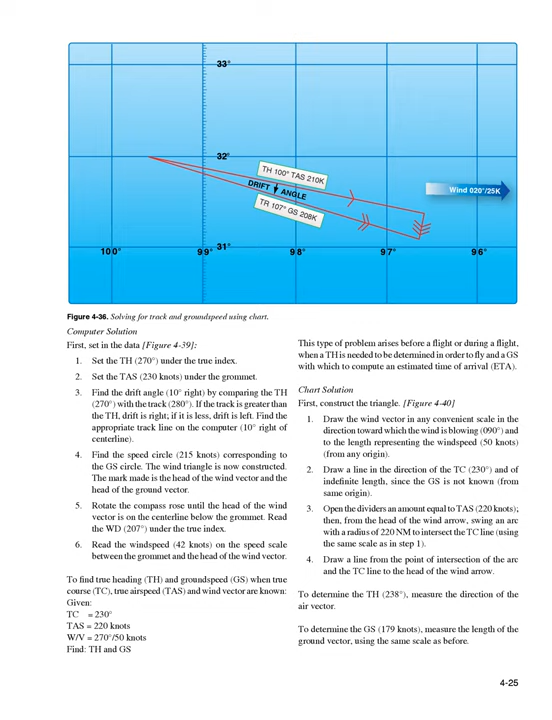 33°
32°
TH 100° TAS 210K
DRIFT ANGLE
TR 107° GS 208K
Wind 020°/25K
31°
100° 99° 98° 97° 96°
Figure 4-36. Solving for track and groundspeed using chart.
Computer Solution
First, set in the data [Figure 4-39]:
1. Set the TH (270°) under the true index.
2. Set the TAS (230 knots) under the grommet.
3. Find the drift angle (10° right) by comparing the TH
(270°) with the track (280°). If the track is greater than
the TH, drift is right; if it is less, drift is left. Find the
appropriate track line on the computer (10° right of
centerline).
4. Find the speed circle (215 knots) corresponding to
the GS circle. The wind triangle is now constructed.
The mark made is the head of the wind vector and the
head of the ground vector.
5. Rotate the compass rose until the head of the wind
vector is on the centerline below the grommet. Read
the WD (207°) under the true index.
6. Read the windspeed (42 knots) on the speed scale
between the grommet and the head of the wind vector.
To find true heading (TH) and groundspeed (GS) when true
course (TC), true airspeed (TAS) and wind vector are known:
Given:
TC = 230°
TAS = 220 knots
W/V = 270°/50 knots
Find: TH and GS
This type of problem arises before a flight or during a flight,
when a TH is needed to be determined in order to fly and a GS
with which to compute an estimated time of arrival (ETA).
Chart Solution
First, construct the triangle. [Figure 4-40]
1. Draw the wind vector in any convenient scale in the
direction toward which the wind is blowing (090°) and
to the length representing the windspeed (50 knots)
(from any origin).
2. Draw a line in the direction of the TC (230°) and of
indefinite length, since the GS is not known (from
same origin).
3. Open the dividers an amount equal to TAS (220 knots);
then, from the head of the wind arrow, swing an arc
with a radius of 220 NM to intersect the TC line (using
the same scale as in step 1).
4. Draw a line from the point of intersection of the arc
and the TC line to the head of the wind arrow.
To determine the TH (238°), measure the direction of the
air vector.
To determine the GS (179 knots), measure the length of the
ground vector, using the same scale as before.
4-25